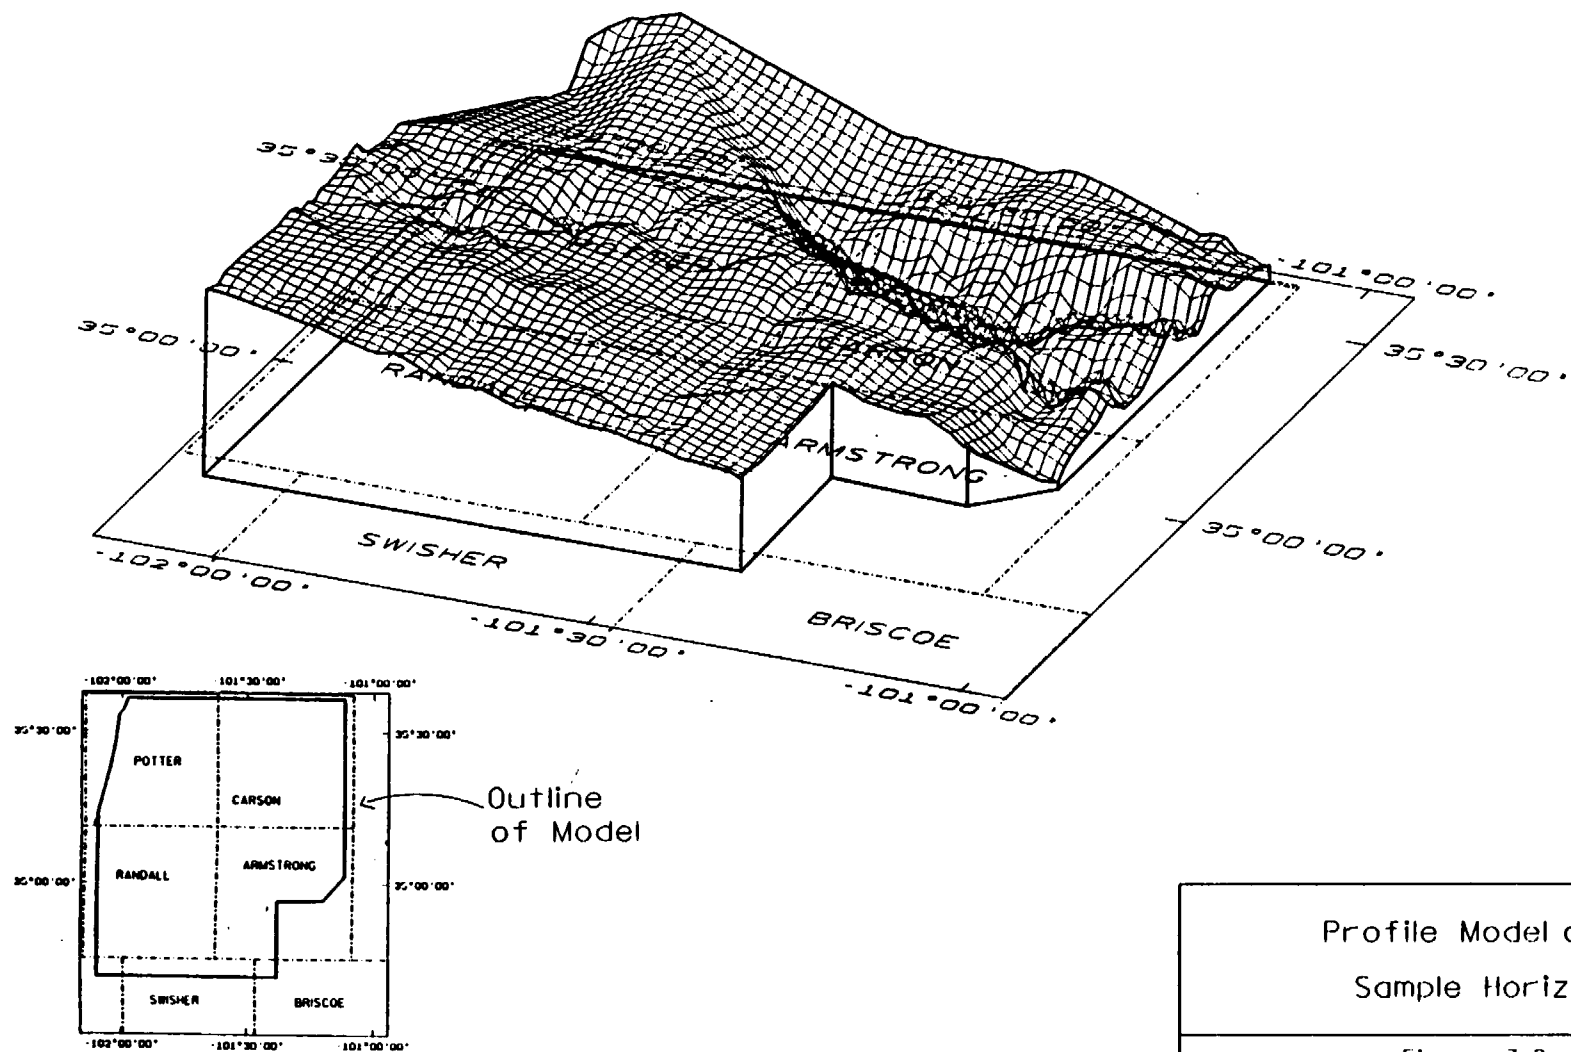 -101°00'00"
35°30'00"
35°00'00"
35°00'00"
RANDALL
CARSON
ARMSTRONG
SWISHER
BRISCOE
-102°00'00"
-101°30'00"
-101°00'00"
-102°00'00" -101°30'00" -101°00'00"
35°30'00" 35°30'00"
POTTER
CARSON
Outline
of Model
RANDALL ARMSTRONG
35°00'00" 35°00'00"
SWISHER BRISCOE
-102°00'00" -101°30'00" -101°00'00"
Profile Model
Sample Horiz